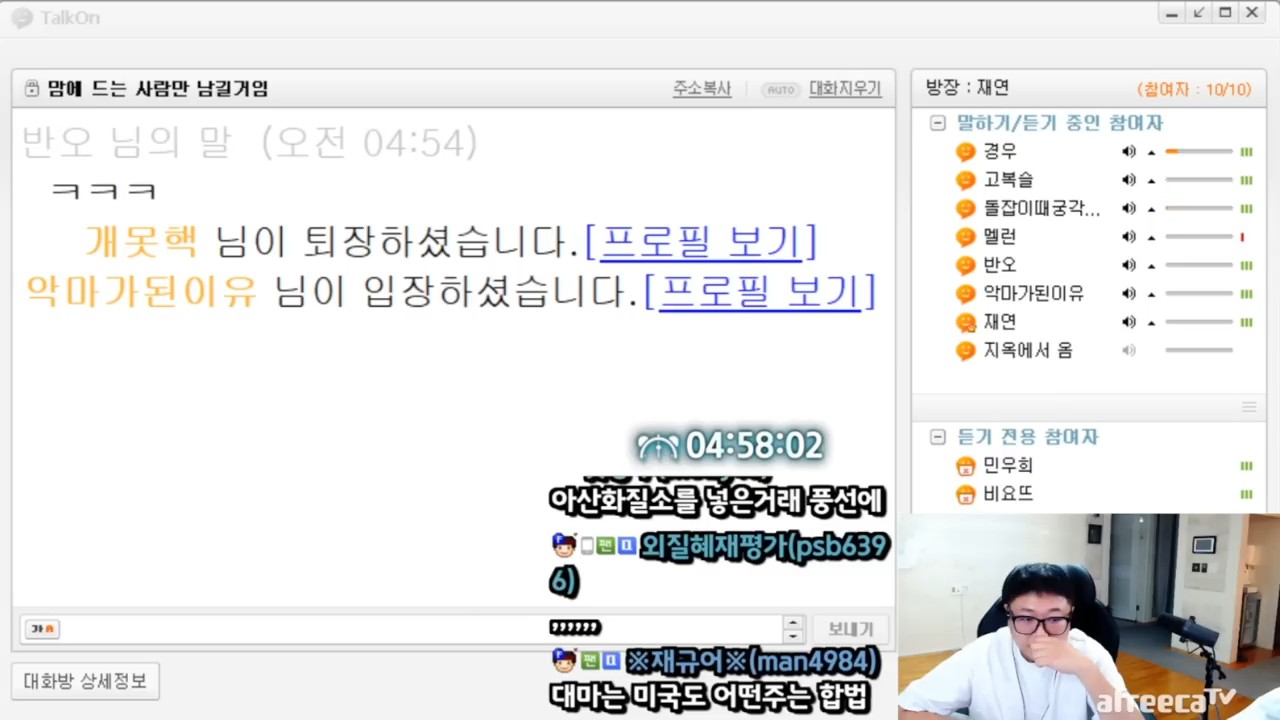 TalkOn
맘에 드는 사람만 남길거임
주소복사
AUTO
대화지우기
반오 님의 말 (오전 04:54)
ㅋㅋㅋ
개못핵 님이 퇴장하셨습니다.[프로필 보기]
악마가된이유 님이 입장하셨습니다.[프로필 보기]
04:58:02
아산화질소를 넣은거래 풍선에
외질혜재평가(psb639
6)
,,,,,,,
※재규어※(man4984)
대마는 미국도 어떤주는 합법
가
보내기
대화방 상세정보
방장 : 재연
(참여자 : 10/10)
말하기/듣기 중인 참여자
경우
고복슬
돌잡이때궁각...
멜런
반오
악마가된이유
재연
지옥에서 옴
듣기 전용 참여자
민우회
비요뜨
afreecaTV